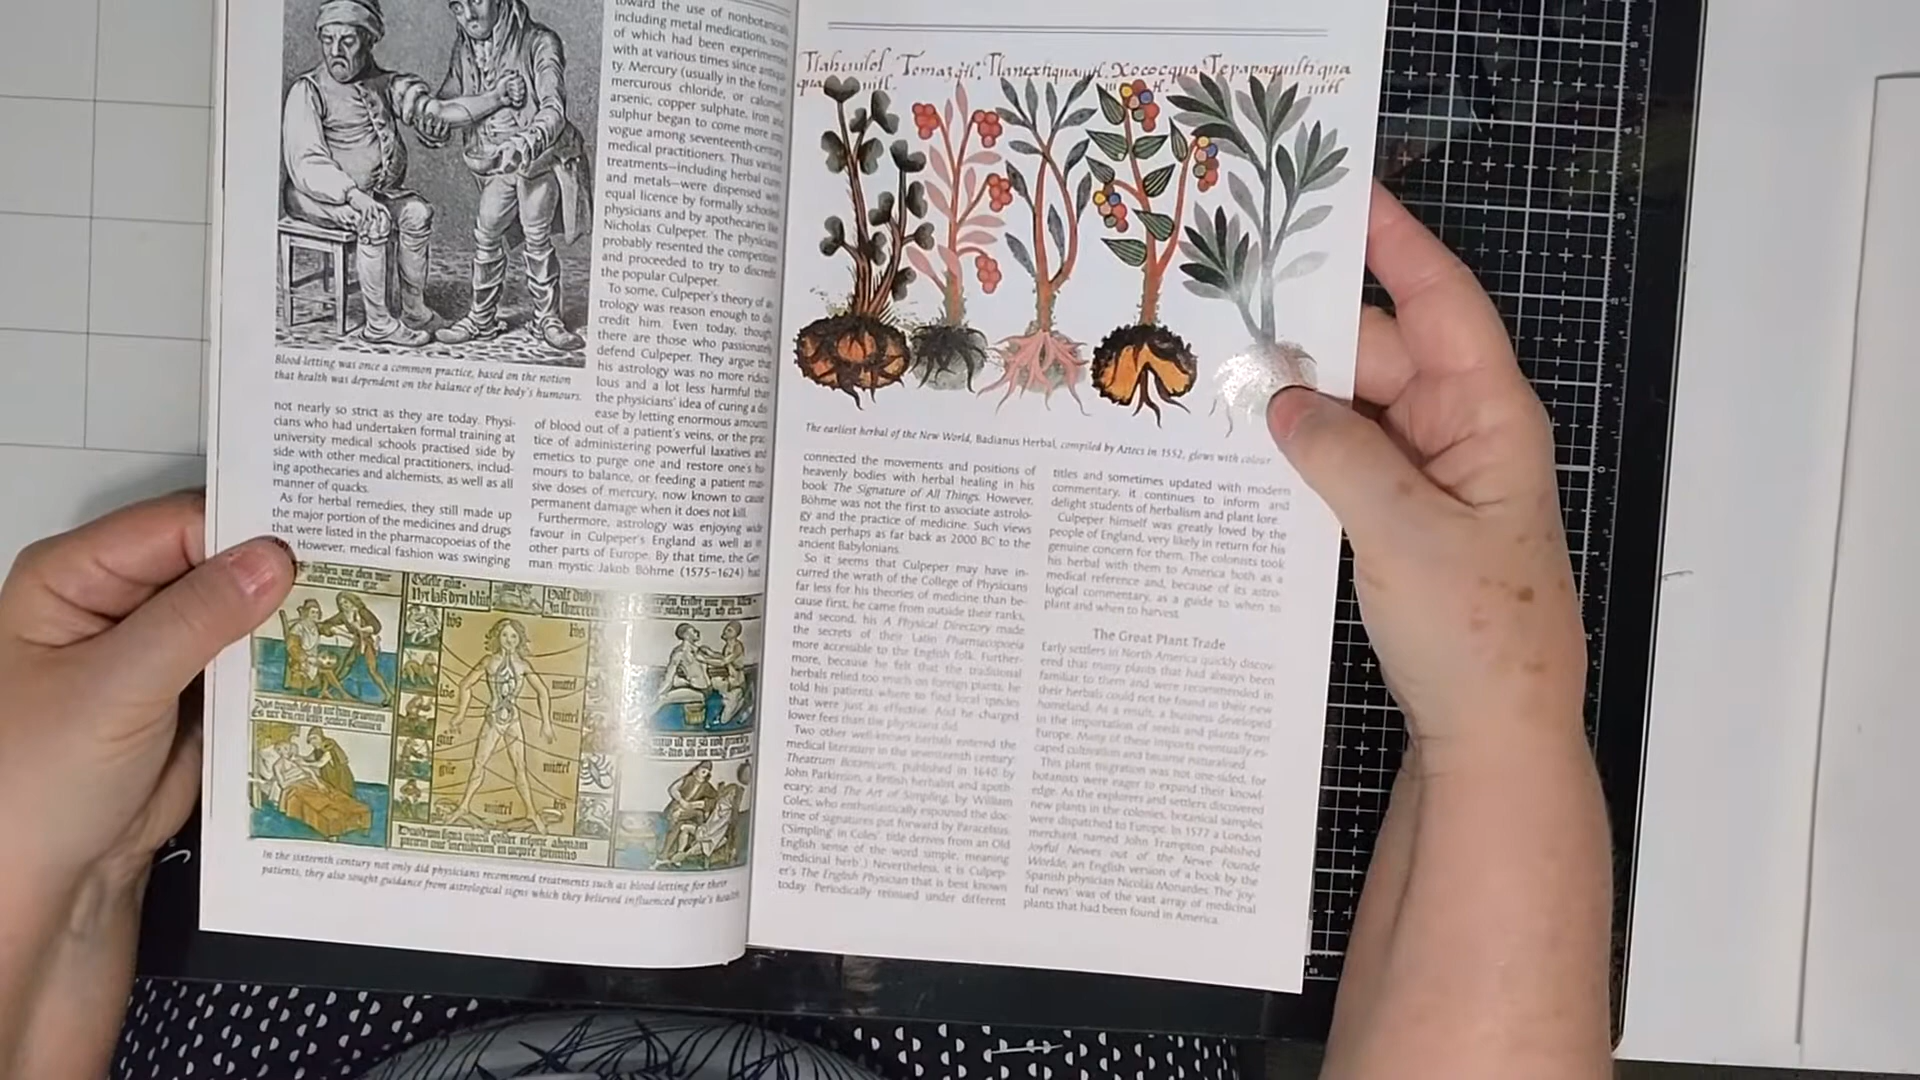 toward the use of nonbotanicals
including metal medications, some
of which had been experimented
with at various times since antiqui-
ty. Mercury (usually in the form of
mercurous chloride, or calomel
arsenic, copper sulphate, iron and
sulphur began to come more into
vogue among seventeenth-century
medical practitioners. Thus various
treatments—including herbal cures
and metals—were dispensed with
equal licence by formally schooled
physicians and by apothecaries like
Nicholas Culpeper. The physicians
probably resented the competition
and proceeded to try to discredit
the popular Culpeper.
To some, Culpeper's theory of as-
trology was reason enough to dis-
credit him. Even today, though
there are those who passionately
defend Culpeper. They argue that
his astrology was no more ridicu-
lous and a lot less harmful than
the physicians' idea of curing a dis-
ease by letting enormous amounts
of blood out of a patient's veins, or the prac-
tice of administering powerful laxatives and
emetics to purge one and restore one's hu-
mours to balance, or feeding a patient mas-
sive doses of mercury, now known to cause
permanent damage when it does not kill.
Furthermore, astrology was enjoying wide
favour in Culpeper's England as well as in
other parts of Europe. By that time, the Ger-
man mystic Jakob Böhme (1575–1624) had
Blood-letting was once a common practice, based on the notion
that health was dependent on the balance of the body's humours.
not nearly so strict as they are today. Physi-
cians who had undertaken formal training at
university medical schools practised side by
side with other medical practitioners, includ-
ing apothecaries and alchemists, as well as all
manner of quacks.
As for herbal remedies, they still made up
the major portion of the medicines and drugs
that were listed in the pharmacopoeias of the
day. However, medical fashion was swinging
bös
bös
bös
mittel
mittel
gůt
gůt
mittel
mittel
bös
In the sixteenth century not only did physicians recommend treatments such as blood-letting for their
patients, they also sought guidance from astrological signs which they believed influenced people's health.
The earliest herbal of the New World, Badianus Herbal, compiled by Aztecs in 1552, glows with colour
connected the movements and positions of
heavenly bodies with herbal healing in his
book The Signature of All Things. However,
Böhme was not the first to associate astrolo-
gy and the practice of medicine. Such views
reach perhaps as far back as 2000 BC to the
ancient Babylonians.
So it seems that Culpeper may have in-
curred the wrath of the College of Physicians
far less for his theories of medicine than be-
cause first, he came from outside their ranks,
and second, his A Physical Directory made
the secrets of their Latin Pharmacopoeia
more accessible to the English folk. Further-
more, because he felt that the traditional
herbals relied too much on foreign plants, he
told his patients where to find local species
that were just as effective. And he charged
lower fees than the physicians did.
Two other well-known herbals entered the
medical literature in the seventeenth century:
Theatrum Botanicum, published in 1640 by
John Parkinson, a British herbalist and apoth-
ecary; and The Art of Simpling, by William
Coles, who enthusiastically expouned the doc-
trine of signatures put forward by Paracelsus.
('Simpling' in Coles' title derives from an Old
English sense of the word simple, meaning
'medicinal herb'.) Nevertheless, it is Culpep-
er's The English Physician that is best known
today. Periodically reissued under different
titles and sometimes updated with modern
commentary, it continues to inform and
delight students of herbalism and plant lore.
Culpeper himself was greatly loved by the
people of England, very likely in return for his
genuine concern for them. The colonists took
his herbal with them to America both as a
medical reference and, because of its astro-
logical commentary, as a guide to when to
plant and when to harvest.
The Great Plant Trade
Early settlers in North America quickly discov-
ered that many plants that had always been
familiar to them and were recommended in
their herbals could not be found in their new
homeland. As a result, a business developed
in the importation of seeds and plants from
Europe. Many of these imports eventually es-
caped cultivation and became naturalised.
This plant migration was not one-sided, for
botanists were eager to expand their knowl-
edge. As the explorers and settlers discovered
new plants in the colonies, botanical samples
were dispatched to Europe. In 1577 a London
merchant named John Frampton published
Joyful Newes out of the Newe Founde
Worlde, an English version of a book by the
Spanish physician Nicolás Monardes. The 'joy-
ful news' was of the vast array of medicinal
plants that had been found in America.